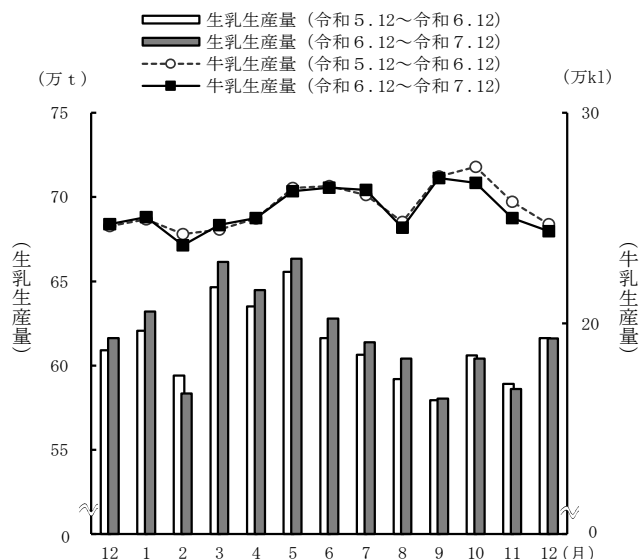 生乳生産量（令和５.12～令和６.12）
生乳生産量（令和６.12～令和７.12）
牛乳生産量（令和５.12～令和６.12）
牛乳生産量（令和６.12～令和７.12）
(万ｔ)
(万kl)
75
30
70
65
20
60
55
0
0
（生乳生産量）
（牛乳生産量）
12 1 2 3 4 5 6 7 8 9 10 11 12 (月)